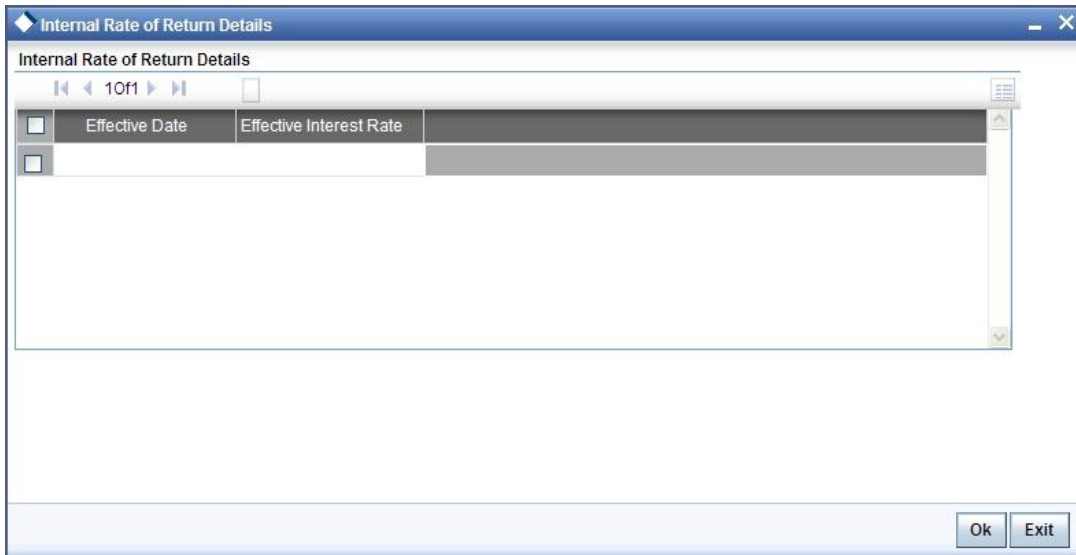 Internal Rate of Return Details
Internal Rate of Return Details
1Of1
Effective Date Effective Interest Rate
Ok Exit